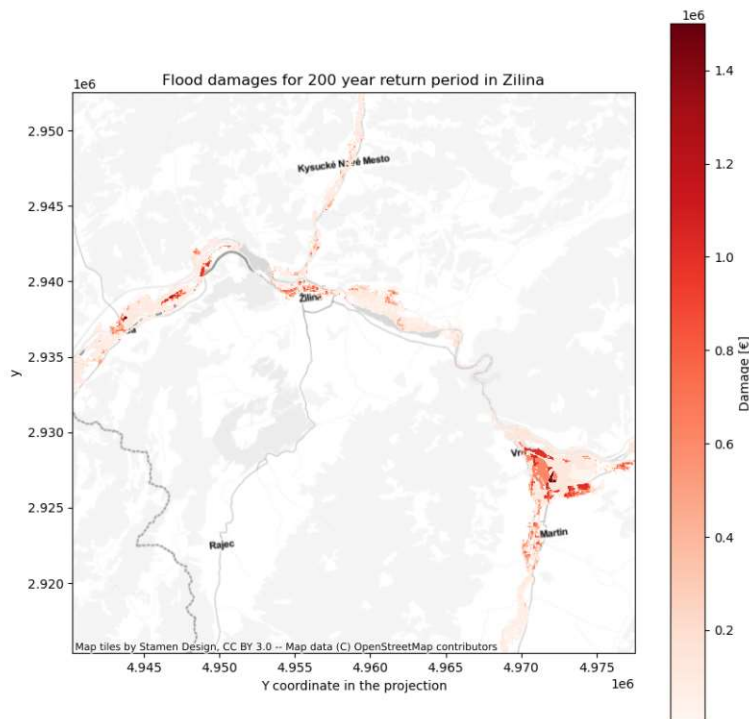 1e6
1e6
Flood damages for 200 year return period in Zilina
2.950
2.945
2.940
2.935
2.930
2.925
2.920
y
Kysucké Nové Mesto
Žilina
Martin
Rajec
Map tiles by Stamen Design, CC BY 3.0 -- Map data (C) OpenStreetMap contributors
4.945
4.950
4.955
4.960
4.965
4.970
4.975
Y coordinate in the projection
1e6
1.4
1.2
1.0
0.8
0.6
0.4
0.2
Damage [€]